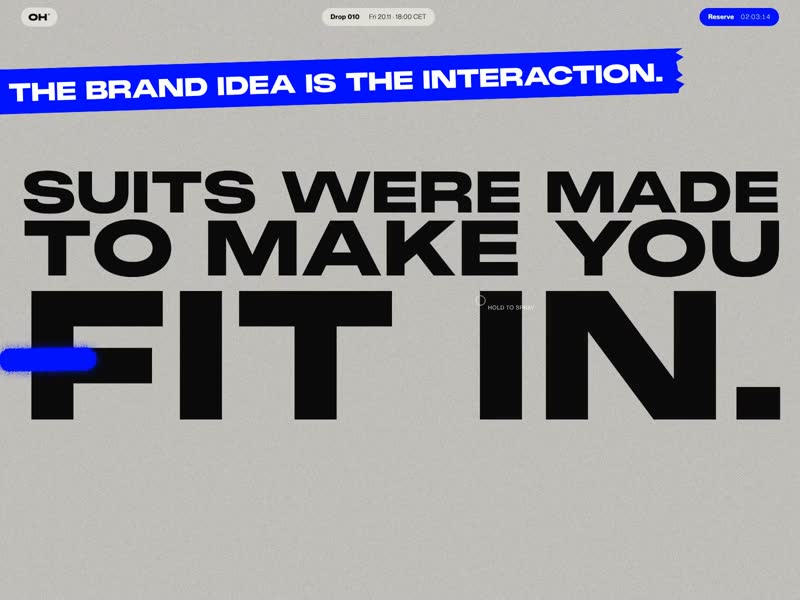 OH°
Drop 010 Fri 20.11 - 18:00 CET
Reserve 02:03:14
THE BRAND IDEA IS THE INTERACTION.
SUITS WERE MADE
TO MAKE YOU
FIT IN.
HOLD TO SPRAY